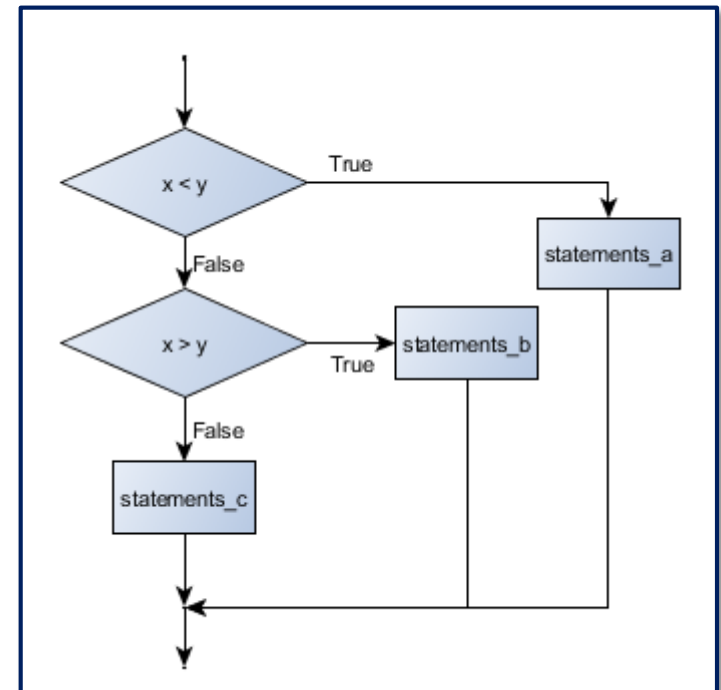 True
x < y
statements_a
False
x > y
statements_b
True
False
statements_c